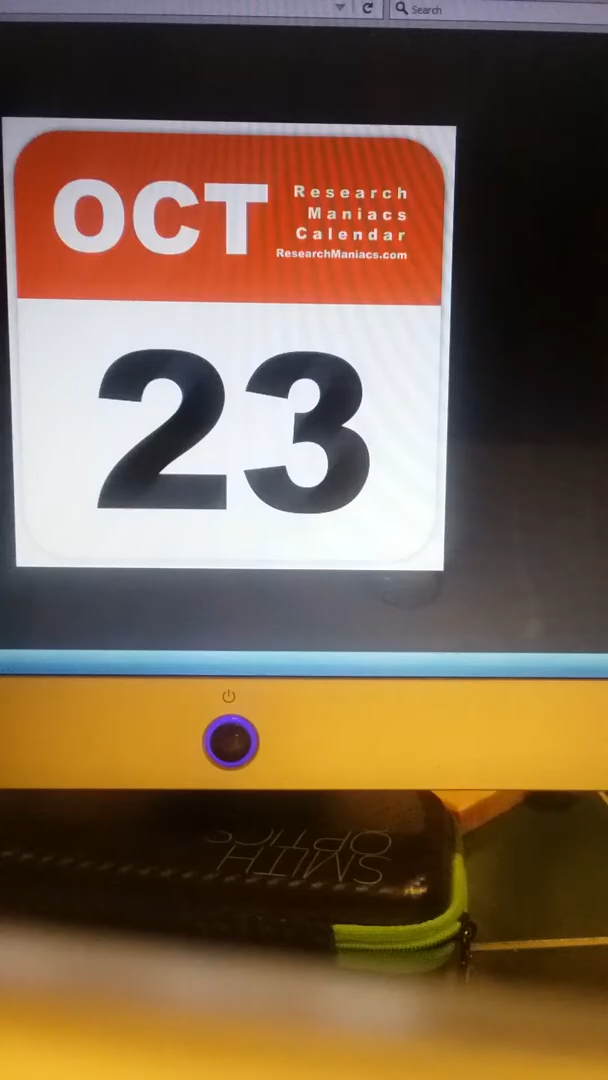 Search
OCT
Research
Maniacs
Calendar
ResearchManiacs.com
23
SMITH
OPTICS